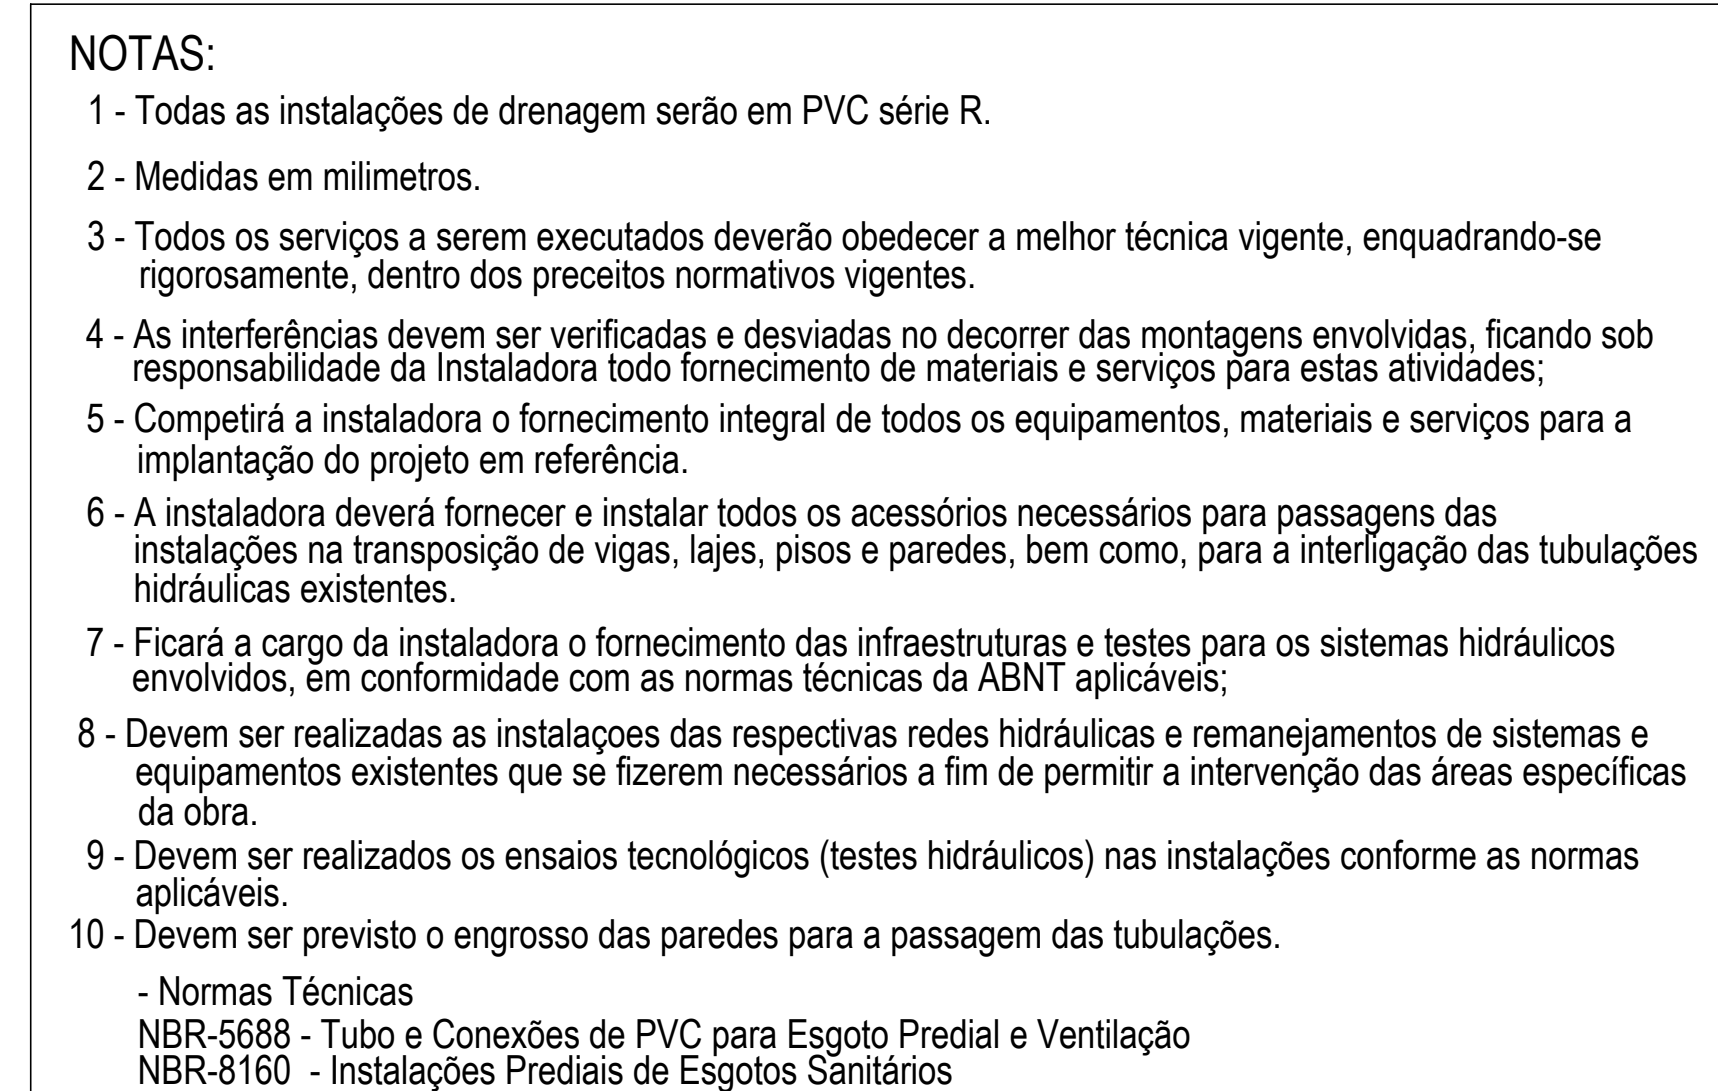 NOTAS:
1 - Todas as instalações de drenagem serão em PVC série R.
2 - Medidas em milimetros.
3 - Todos os serviços a serem executados deverão obedecer a melhor técnica vigente, enquadrando-se
rigorosamente, dentro dos preceitos normativos vigentes.
4 - As interferências devem ser verificadas e desviadas no decorrer das montagens envolvidas, ficando sob
responsabilidade da Instaladora todo fornecimento de materiais e serviços para estas atividades;
5 - Competirá a instaladora o fornecimento integral de todos os equipamentos, materiais e serviços para a
implantação do projeto em referência.
6 - A instaladora deverá fornecer e instalar todos os acessórios necessários para passagens das
instalações na transposição de vigas, lajes, pisos e paredes, bem como, para a interligação das tubulações
hidráulicas existentes.
7 - Ficará a cargo da instaladora o fornecimento das infraestruturas e testes para os sistemas hidráulicos
envolvidos, em conformidade com as normas técnicas da ABNT aplicáveis;
8 - Devem ser realizadas as instalaçoes das respectivas redes hidráulicas e remanejamentos de sistemas e
equipamentos existentes que se fizerem necessários a fim de permitir a intervenção das áreas específicas
da obra.
9 - Devem ser realizados os ensaios tecnológicos (testes hidráulicos) nas instalações conforme as normas
aplicáveis.
10 - Devem ser previsto o engrosso das paredes para a passagem das tubulações.
- Normas Técnicas
NBR-5688 - Tubo e Conexões de PVC para Esgoto Predial e Ventilação
NBR-8160 - Instalações Prediais de Esgotos Sanitários